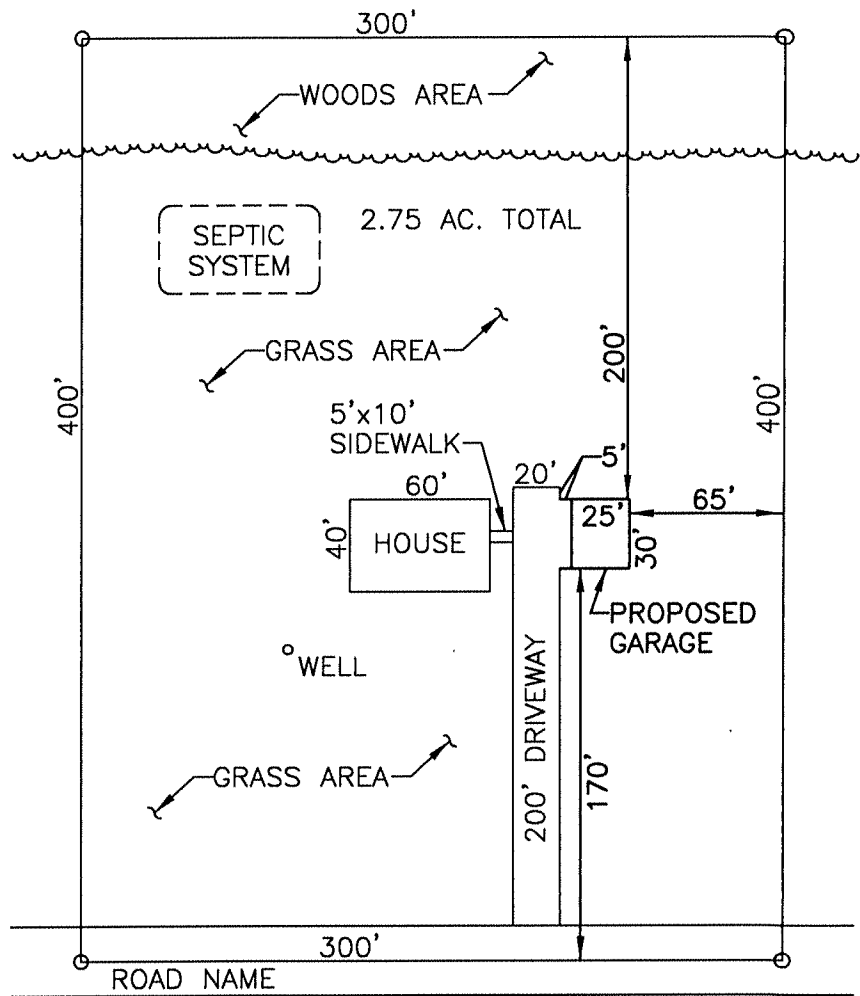 300'
WOODS AREA
SEPTIC
SYSTEM
2.75 AC. TOTAL
GRASS AREA
200'
400'
400'
5'x10'
SIDEWALK
5'
20'
60'
65'
25'
40'
HOUSE
30'
PROPOSED
GARAGE
WELL
200' DRIVEWAY
170'
GRASS AREA
300'
ROAD NAME